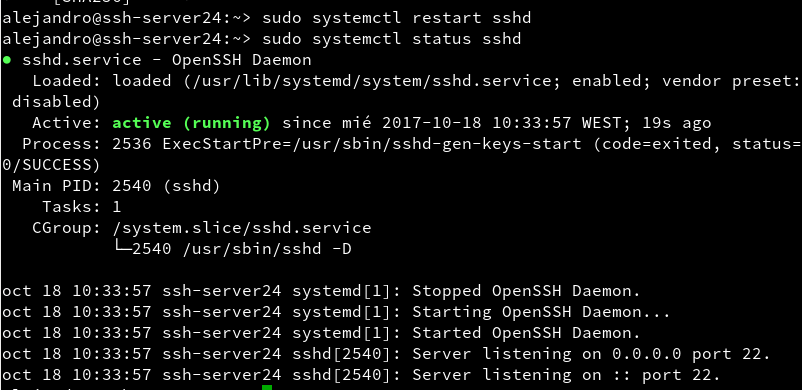 alejandro@ssh-server24:~> sudo systemctl restart sshd
alejandro@ssh-server24:~> sudo systemctl status sshd
● sshd.service - OpenSSH Daemon
   Loaded: loaded (/usr/lib/systemd/system/sshd.service; enabled; vendor preset:
 disabled)
   Active: active (running) since mié 2017-10-18 10:33:57 WEST; 19s ago
  Process: 2536 ExecStartPre=/usr/sbin/sshd-gen-keys-start (code=exited, status=
0/SUCCESS)
 Main PID: 2540 (sshd)
    Tasks: 1
   CGroup: /system.slice/sshd.service
           └─2540 /usr/sbin/sshd -D

oct 18 10:33:57 ssh-server24 systemd[1]: Stopped OpenSSH Daemon.
oct 18 10:33:57 ssh-server24 systemd[1]: Starting OpenSSH Daemon...
oct 18 10:33:57 ssh-server24 systemd[1]: Started OpenSSH Daemon.
oct 18 10:33:57 ssh-server24 sshd[2540]: Server listening on 0.0.0.0 port 22.
oct 18 10:33:57 ssh-server24 sshd[2540]: Server listening on :: port 22.